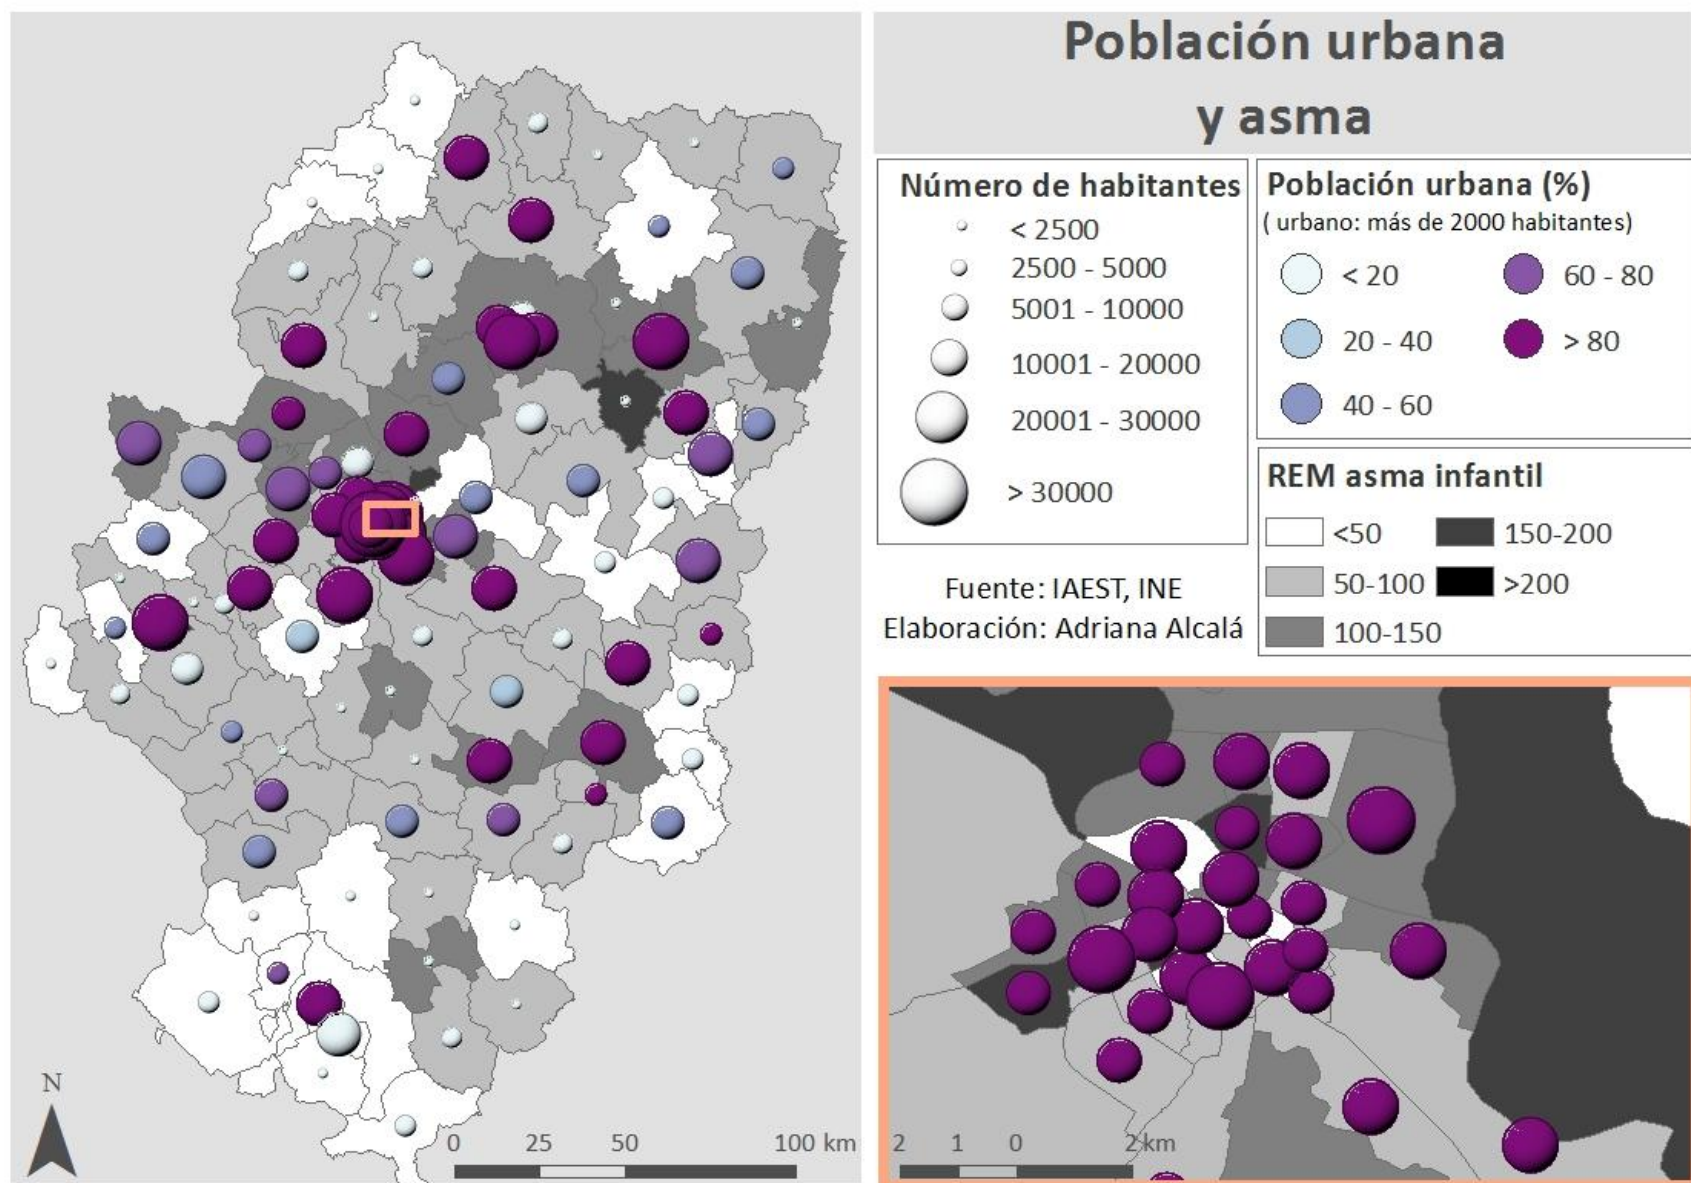 Población urbana
y asma
Número de habitantes
< 2500
2500 - 5000
5001 - 10000
10001 - 20000
20001 - 30000
> 30000
Población urbana (%)
( urbano: más de 2000 habitantes)
< 20
20 - 40
40 - 60
60 - 80
> 80
Fuente: IAEST, INE
Elaboración: Adriana Alcalá
REM asma infantil
<50
50-100
100-150
150-200
>200
N
0 25 50 100 km
2 1 0 2 km